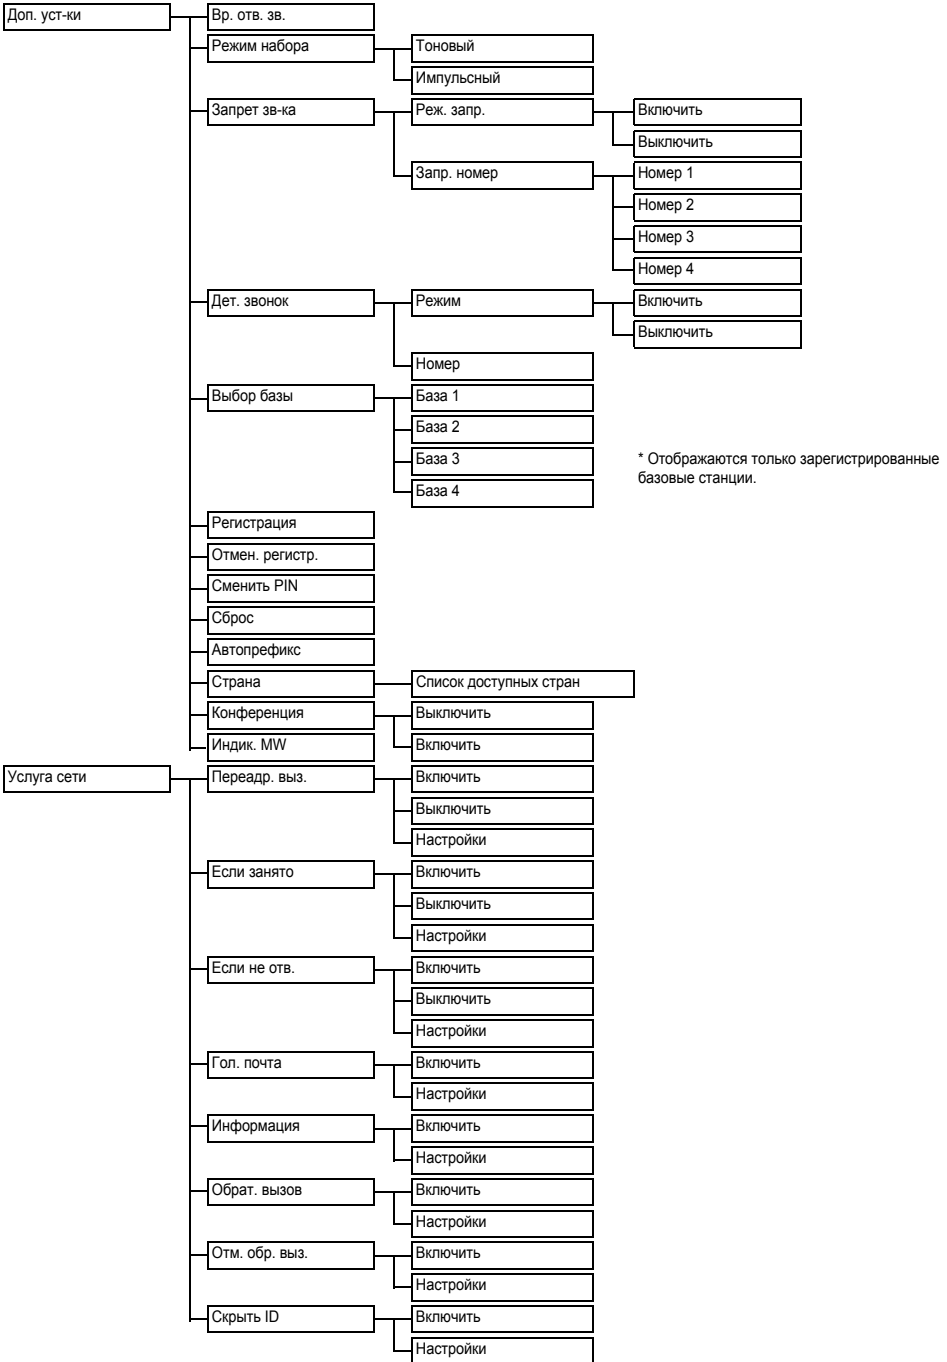 Доп. уст-ки
Вр. отв. зв.
Режим набора
Тоновый
Импульсный
Запрет зв-ка
Реж. запр.
Включить
Выключить
Запр. номер
Номер 1
Номер 2
Номер 3
Номер 4
Дет. звонок
Режим
Включить
Выключить
Номер
Выбор базы
База 1
База 2
База 3
База 4
* Отображаются только зарегистрированные
базовые станции.
Регистрация
Отмен. регистр.
Сменить PIN
Сброс
Автопрефикс
Страна
Список доступных стран
Конференция
Выключить
Включить
Индик. MW
Услуга сети
Переадр. выз.
Включить
Выключить
Настройки
Если занято
Включить
Выключить
Настройки
Если не отв.
Включить
Выключить
Настройки
Гол. почта
Включить
Настройки
Информация
Включить
Настройки
Обрат. вызов
Включить
Настройки
Отм. обр. выз.
Включить
Настройки
Скрыть ID
Включить
Настройки